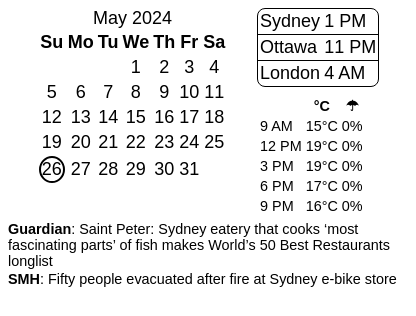 May 2024
Su Mo Tu We Th Fr Sa
1 2 3 4
5 6 7 8 9 10 11
12 13 14 15 16 17 18
19 20 21 22 23 24 25
26 27 28 29 30 31
Sydney 1 PM
Ottawa 11 PM
London 4 AM
°C ☂
9 AM 15°C 0%
12 PM 19°C 0%
3 PM 19°C 0%
6 PM 17°C 0%
9 PM 16°C 0%
Guardian: Saint Peter: Sydney eatery that cooks ‘most
fascinating parts’ of fish makes World’s 50 Best Restaurants
longlist
SMH: Fifty people evacuated after fire at Sydney e-bike store